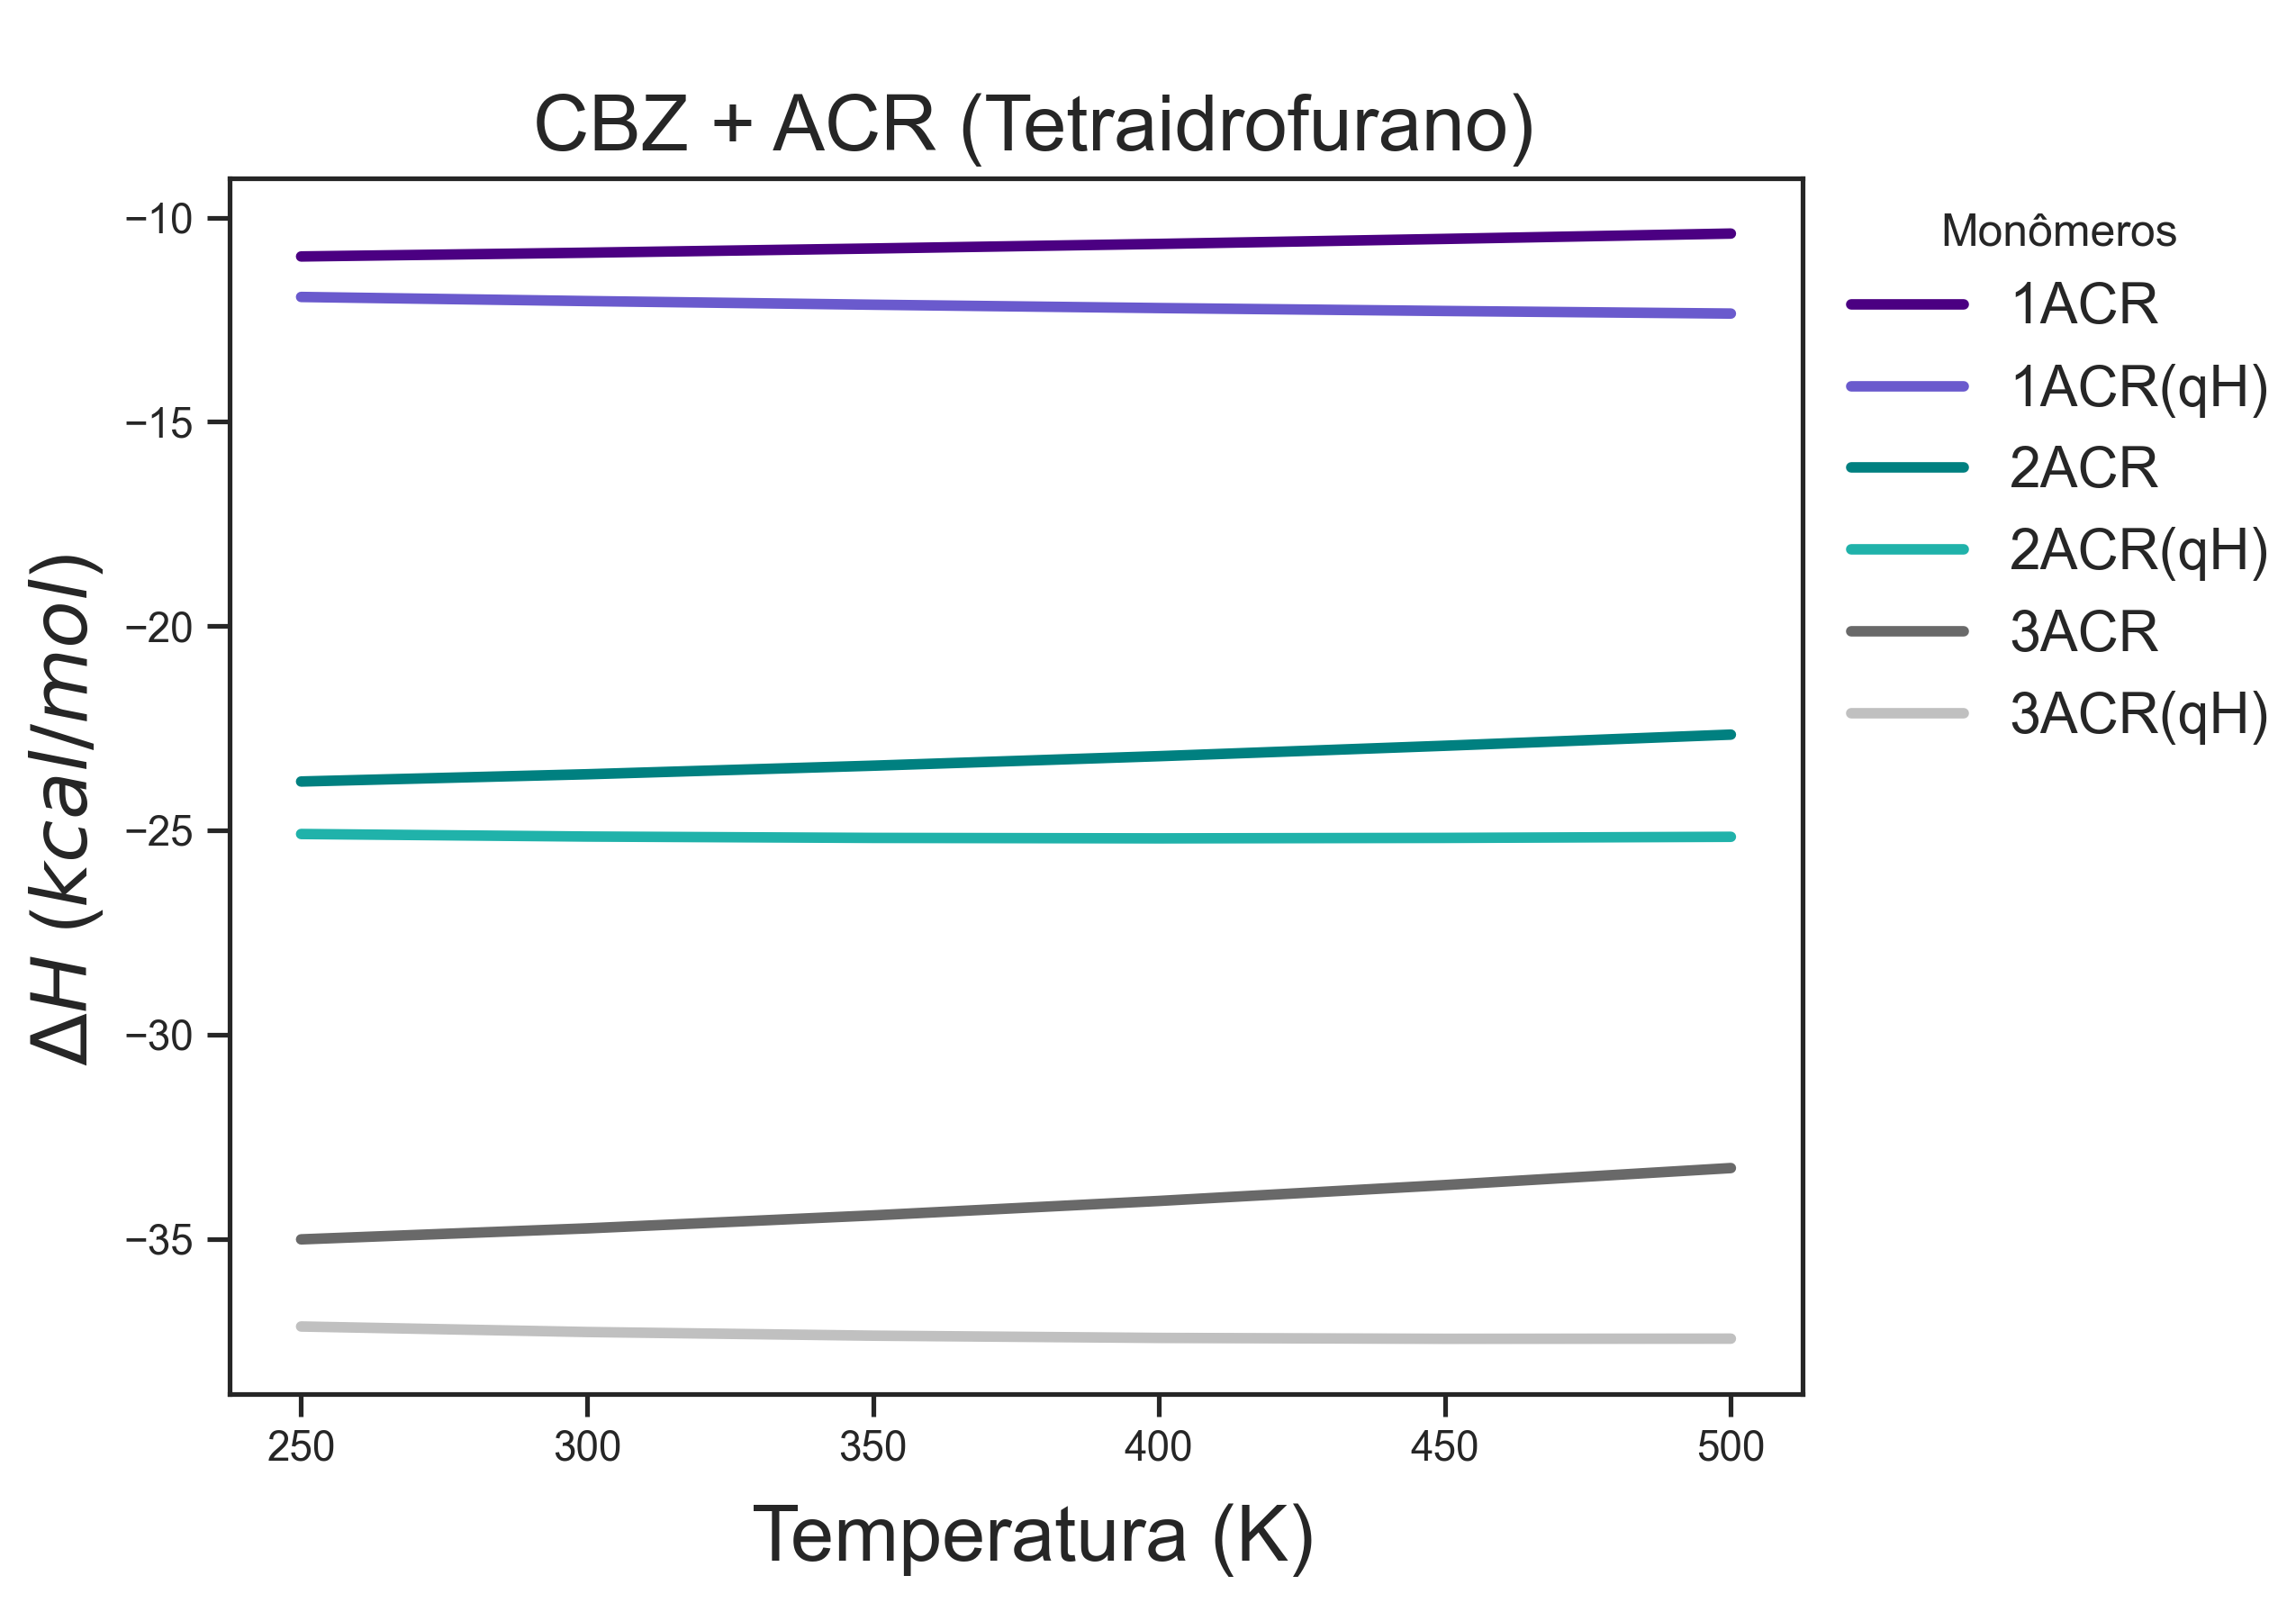 CBZ + ACR (Tetraidrofurano)
ΔH (kcal/mol)
−10
−15
−20
−25
−30
−35
250 300 350 400 450 500
Temperatura (K)
Monômeros
1ACR
1ACR(qH)
2ACR
2ACR(qH)
3ACR
3ACR(qH)